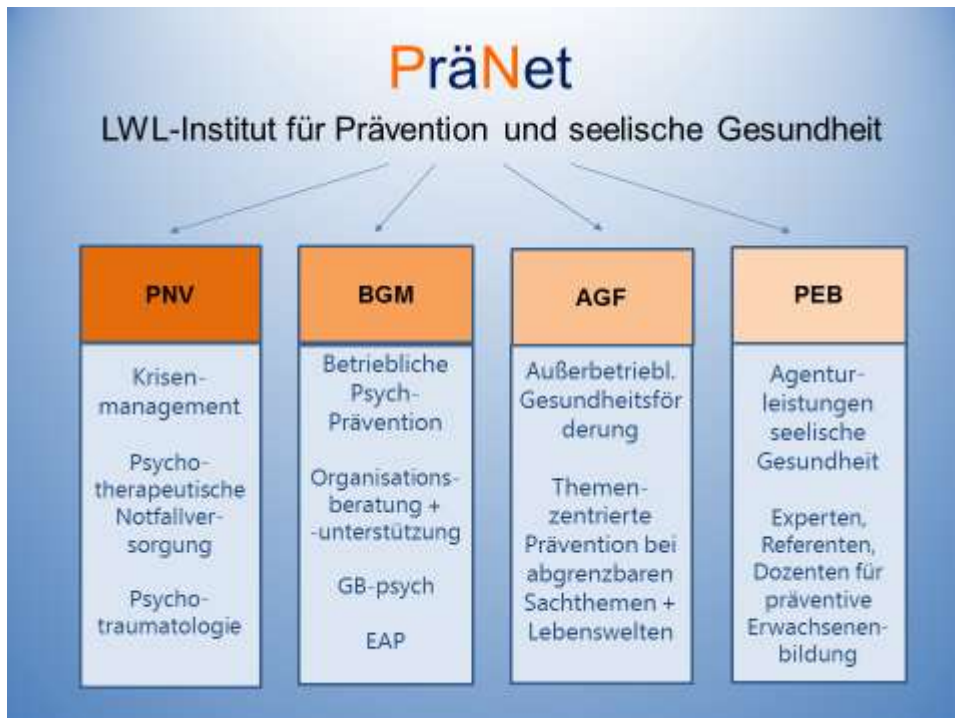 PräNet
LWL-Institut für Prävention und seelische Gesundheit
PNV
Krisen-
management
Psycho-
therapeutische
Notfallver-
sorgung
Psycho-
traumatologie
BGM
Betriebliche
Psych-
Prävention
Organisations-
beratung +
-unterstützung
GB-psych
EAP
AGF
Außerbetriebl.
Gesundheitsför
derung
Themen-
zentrierte
Prävention bei
abgrenzbaren
Sachthemen +
Lebenswelten
PEB
Agentur-
leistungen
seelische
Gesundheit
Experten,
Referenten,
Dozenten für
präventive
Erwachsenen-
bildung